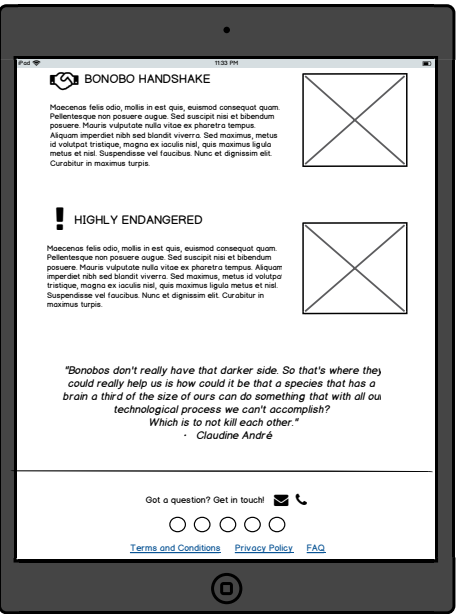 iPad 11:33 PM
BONOBO HANDSHAKE
Maecenas felis odio, mollis in est quis, euismod consequat quam.
Pellentesque non posuere augue. Sed suscipit nisi et bibendum
posuere. Mauris vulputate nulla vitae ex pharetra tempus.
Aliquam imperdiet nibh sed blandit viverra. Sed maximus, metus
id volutpat tristique, magna ex iaculis nisl, quis maximus ligula
metus et nisl. Suspendisse vel faucibus. Nunc et dignissim elit.
Curabitur in maximus turpis.
HIGHLY ENDANGERED
Maecenas felis odio, mollis in est quis, euismod consequat quam.
Pellentesque non posuere augue. Sed suscipit nisi et bibendum
posuere. Mauris vulputate nulla vitae ex pharetra tempus. Aliquam
imperdiet nibh sed blandit viverra. Sed maximus, metus id volutpa
tristique, magna ex iaculis nisl, quis maximus ligula metus et nisl.
Suspendisse vel faucibus. Nunc et dignissim elit. Curabitur in
maximus turpis.
"Bonobos don't really have that darker side. So that's where they
could really help us is how could it be that a species that has a
brain a third of the size of ours can do something that with all our
technological process we can't accomplish?
Which is to not kill each other."
· Claudine André
Got a question? Get in touch!
Terms and Conditions Privacy Policy FAQ